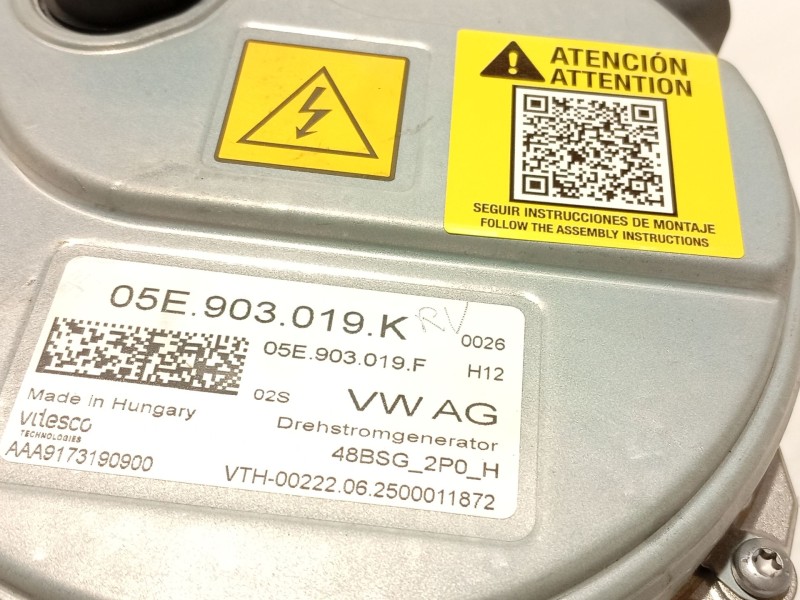 ATENCIÓN
ATTENTION
SEGUIR INSTRUCCIONES DE MONTAJE
FOLLOW THE ASSEMBLY INSTRUCTIONS
05E.903.019.K RV 0026
05E.903.019.F H12
02S VW AG
Made in Hungary
Drehstromgenerator
vitesco
TECHNOLOGIES
48BSG_2P0_H
AAA9173190900
VTH-00222.06.2500011872